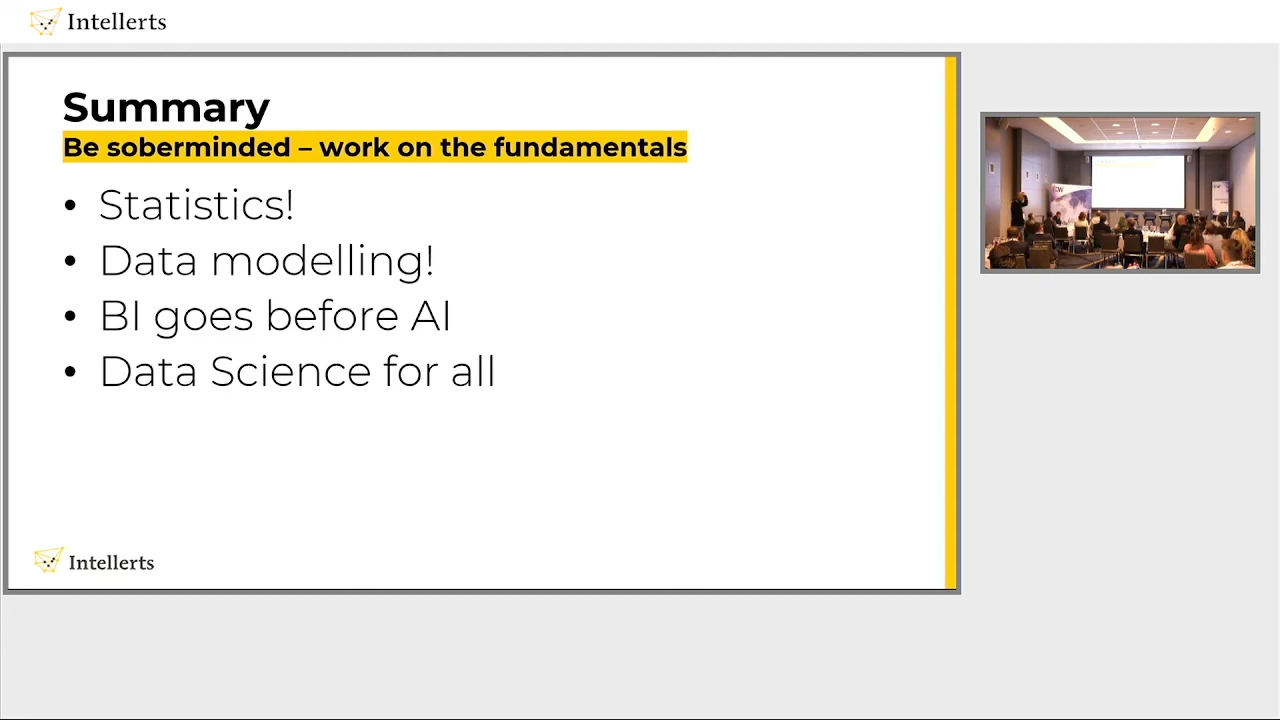 Intellerts
Summary
Be soberminded – work on the fundamentals
• Statistics!
• Data modelling!
• BI goes before AI
• Data Science for all
Intellerts